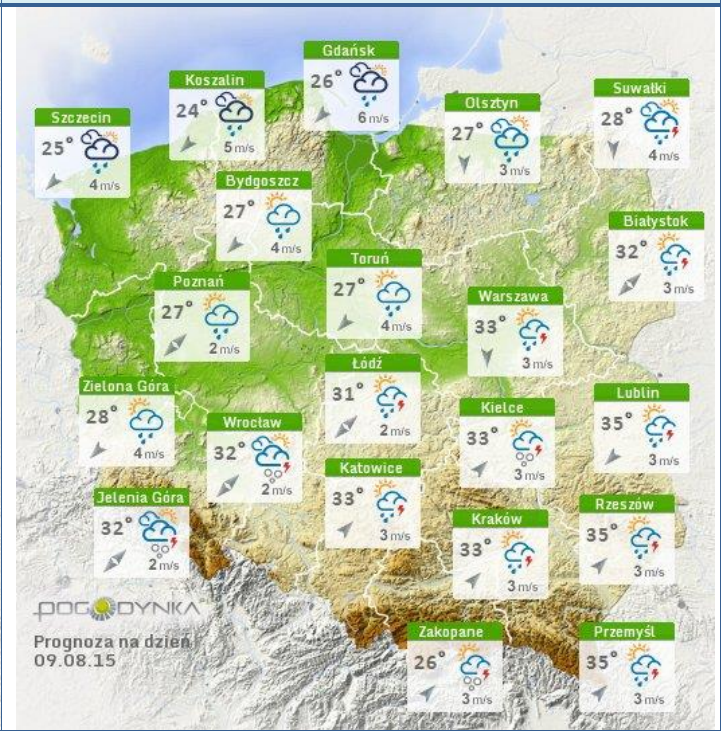 Gdańsk
26°
6 m/s
Koszalin
24°
5 m/s
Suwałki
28°
4 m/s
Olsztyn
27°
3 m/s
Szczecin
25°
4 m/s
Bydgoszcz
27°
4 m/s
Białystok
32°
3 m/s
Toruń
27°
4 m/s
Poznań
27°
2 m/s
Warszawa
33°
3 m/s
Łódź
31°
2 m/s
Zielona Góra
28°
4 m/s
Lublin
35°
3 m/s
Kielce
33°
3 m/s
Wrocław
32°
2 m/s
Katowice
33°
3 m/s
Jelenia Góra
32°
2 m/s
Rzeszów
35°
3 m/s
Kraków
33°
3 m/s
POGODYNKA
Prognoza na dzień
09.08.15
Zakopane
26°
3 m/s
Przemyśl
35°
3 m/s